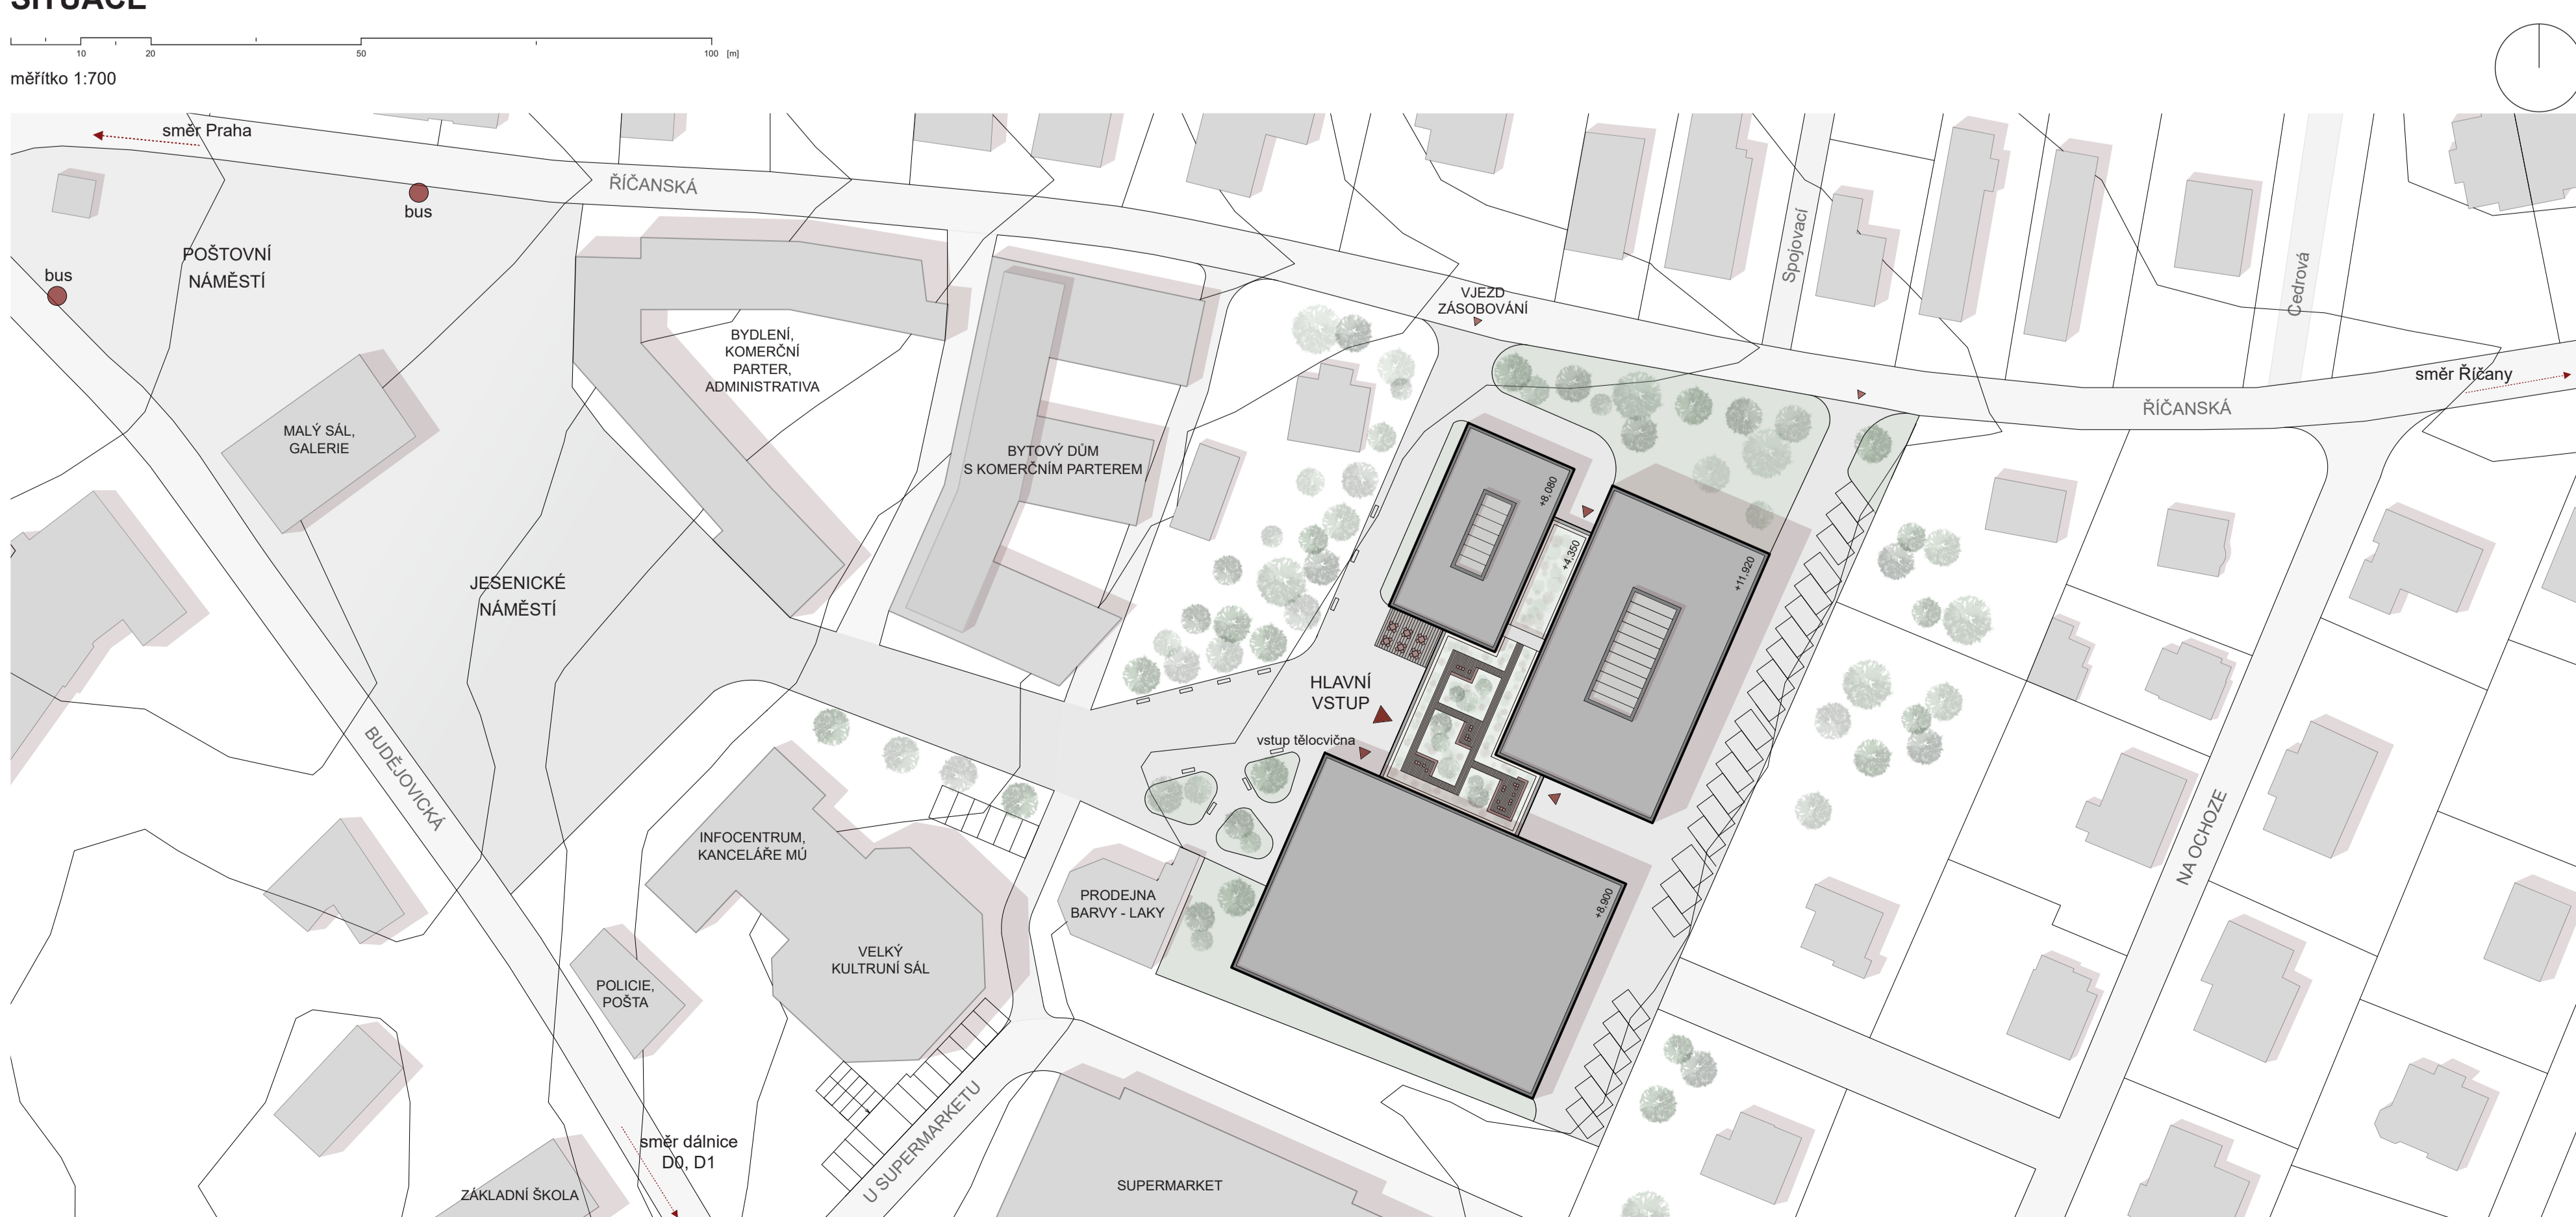 SITUACE
10 20 50 100 [m]
měřítko 1:700
směr Praha
bus
ŘÍČANSKÁ
POŠTOVNÍ
NÁMĚSTÍ
bus
BYDLENÍ,
KOMERČNÍ
PARTER,
ADMINISTRATIVA
MALÝ SÁL,
GALERIE
BYTOVÝ DŮM
S KOMERČNÍM PARTEREM
VJEZD
ZÁSOBOVÁNÍ
Spojovací
Cedrová
směr Říčany
ŘÍČANSKÁ
+8,080
+4,350
+11,920
JESENICKÉ
NÁMĚSTÍ
HLAVNÍ
VSTUP
vstup tělocvična
BUDĚJOVICKÁ
INFOCENTRUM,
KANCELÁŘE MÚ
PRODEJNA
BARVY - LAKY
+8,900
NA OCHOZE
VELKÝ
KULTRUNÍ SÁL
POLICIE,
POŠTA
směr dálnice
D0, D1
U SUPERMARKETU
SUPERMARKET
ZÁKLADNÍ ŠKOLA